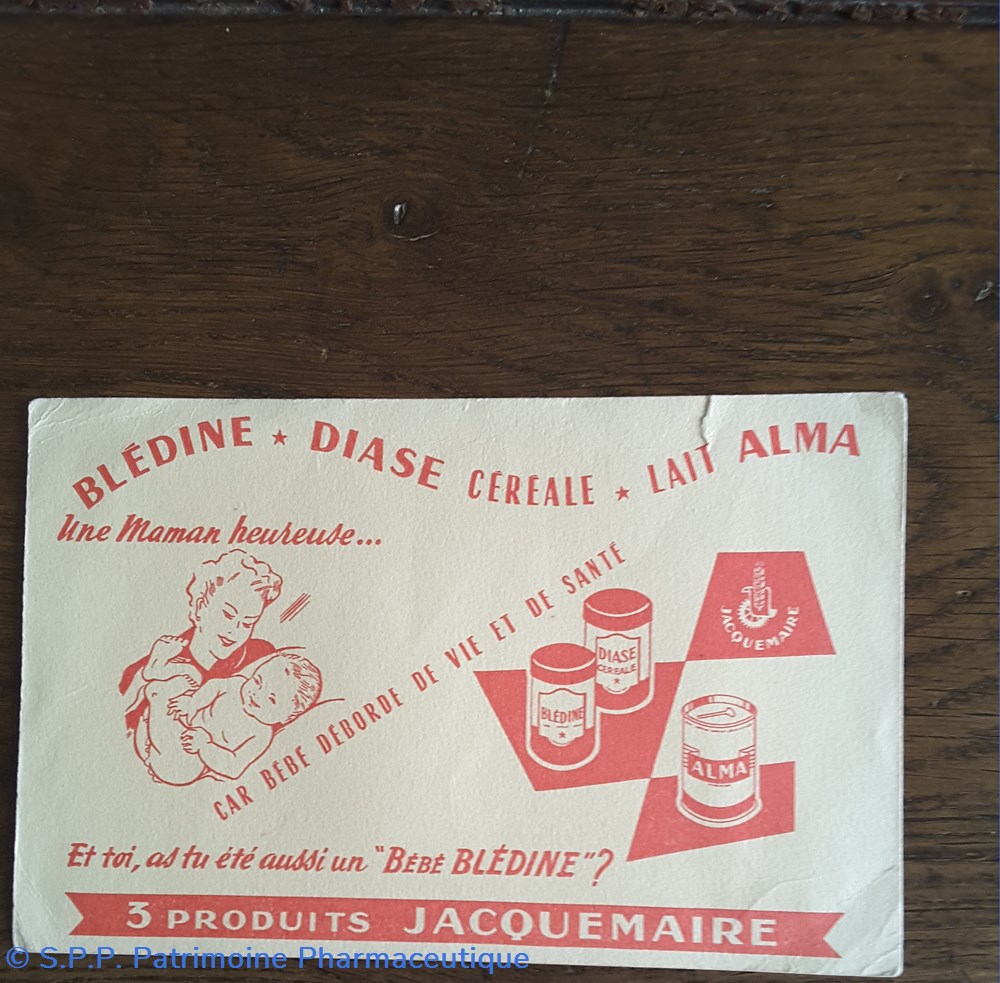 BLÉDINE ★ DIASE CÉRÉALE ★ LAIT ALMA
Une Maman heureuse...
CAR BÉBÉ DÉBORDE DE VIE ET DE SANTÉ
JACQUEMAIRE
DIASE
CEREALE
BLÉDINE
ALMA
Et toi, as tu été aussi un "BÉBÉ BLÉDINE"?
3 PRODUITS JACQUEMAIRE
© S.P.P. Patrimoine Pharmaceutique